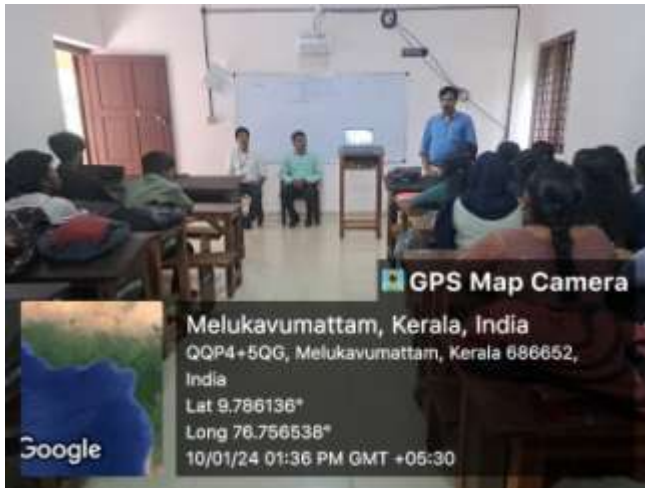 GPS Map Camera
Melukavumattam, Kerala, India
QQP4+5QG, Melukavumattam, Kerala 686652,
India
Lat 9.786136°
Long 76.756538°
10/01/24 01:36 PM GMT +05:30
Google